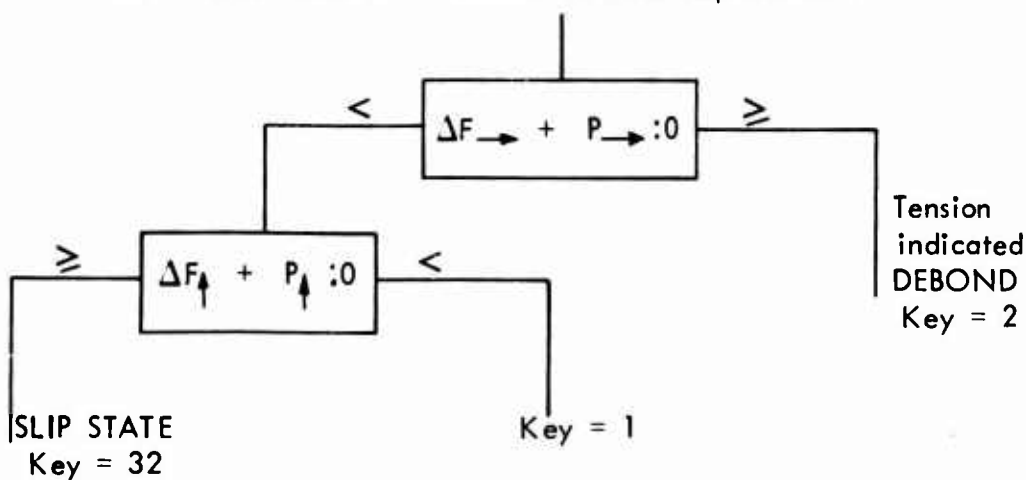 < ΔF→ + P→ :0 ≥
Tension
indicated
DEBOND
Key = 2
≥ ΔF↑ + P↑ :0 <
SLIP STATE
Key = 32
Key = 1